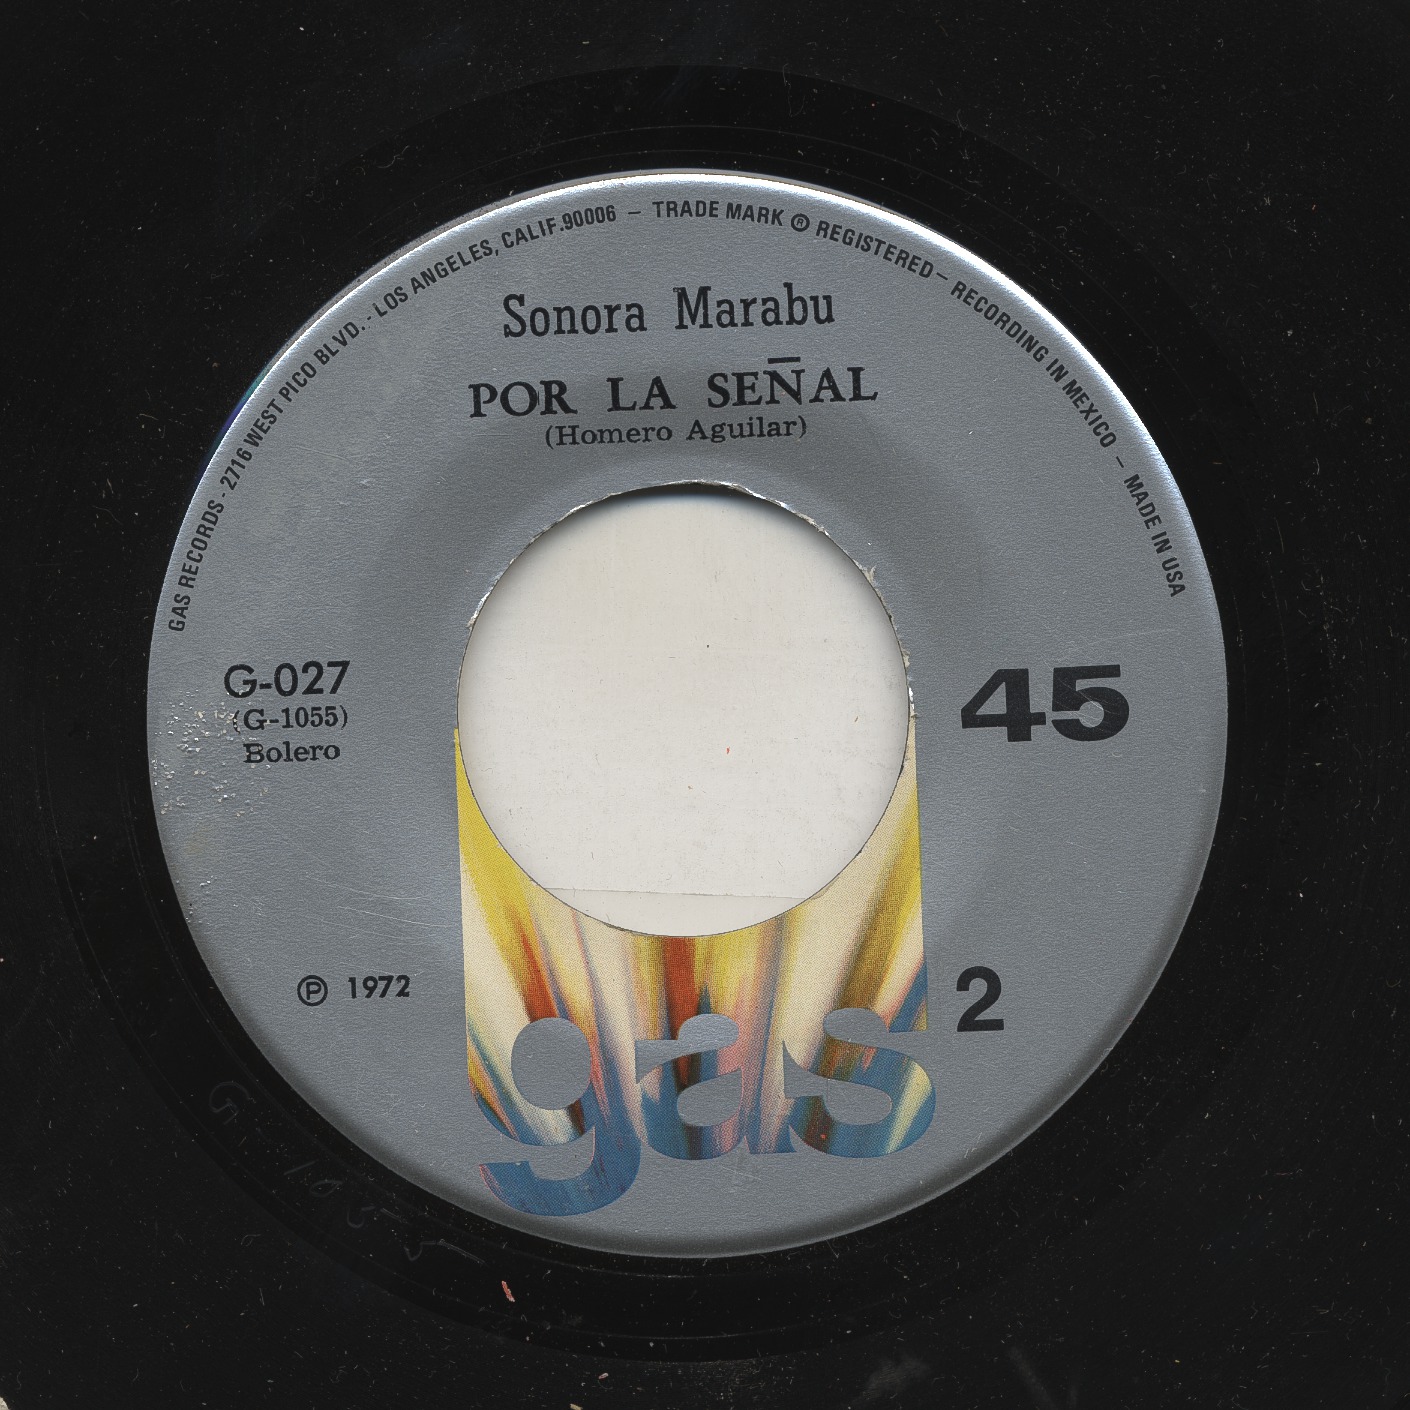 GAS RECORDS - 2716 WEST PICO BLVD. - LOS ANGELES, CALIF. 90006 – TRADE MARK ® REGISTERED – RECORDING IN MEXICO – MADE IN USA
Sonora Marabu
POR LA SEÑAL
(Homero Aguilar)
G-027
(G-1055)
Bolero
45
℗ 1972
2
gas
G-1055